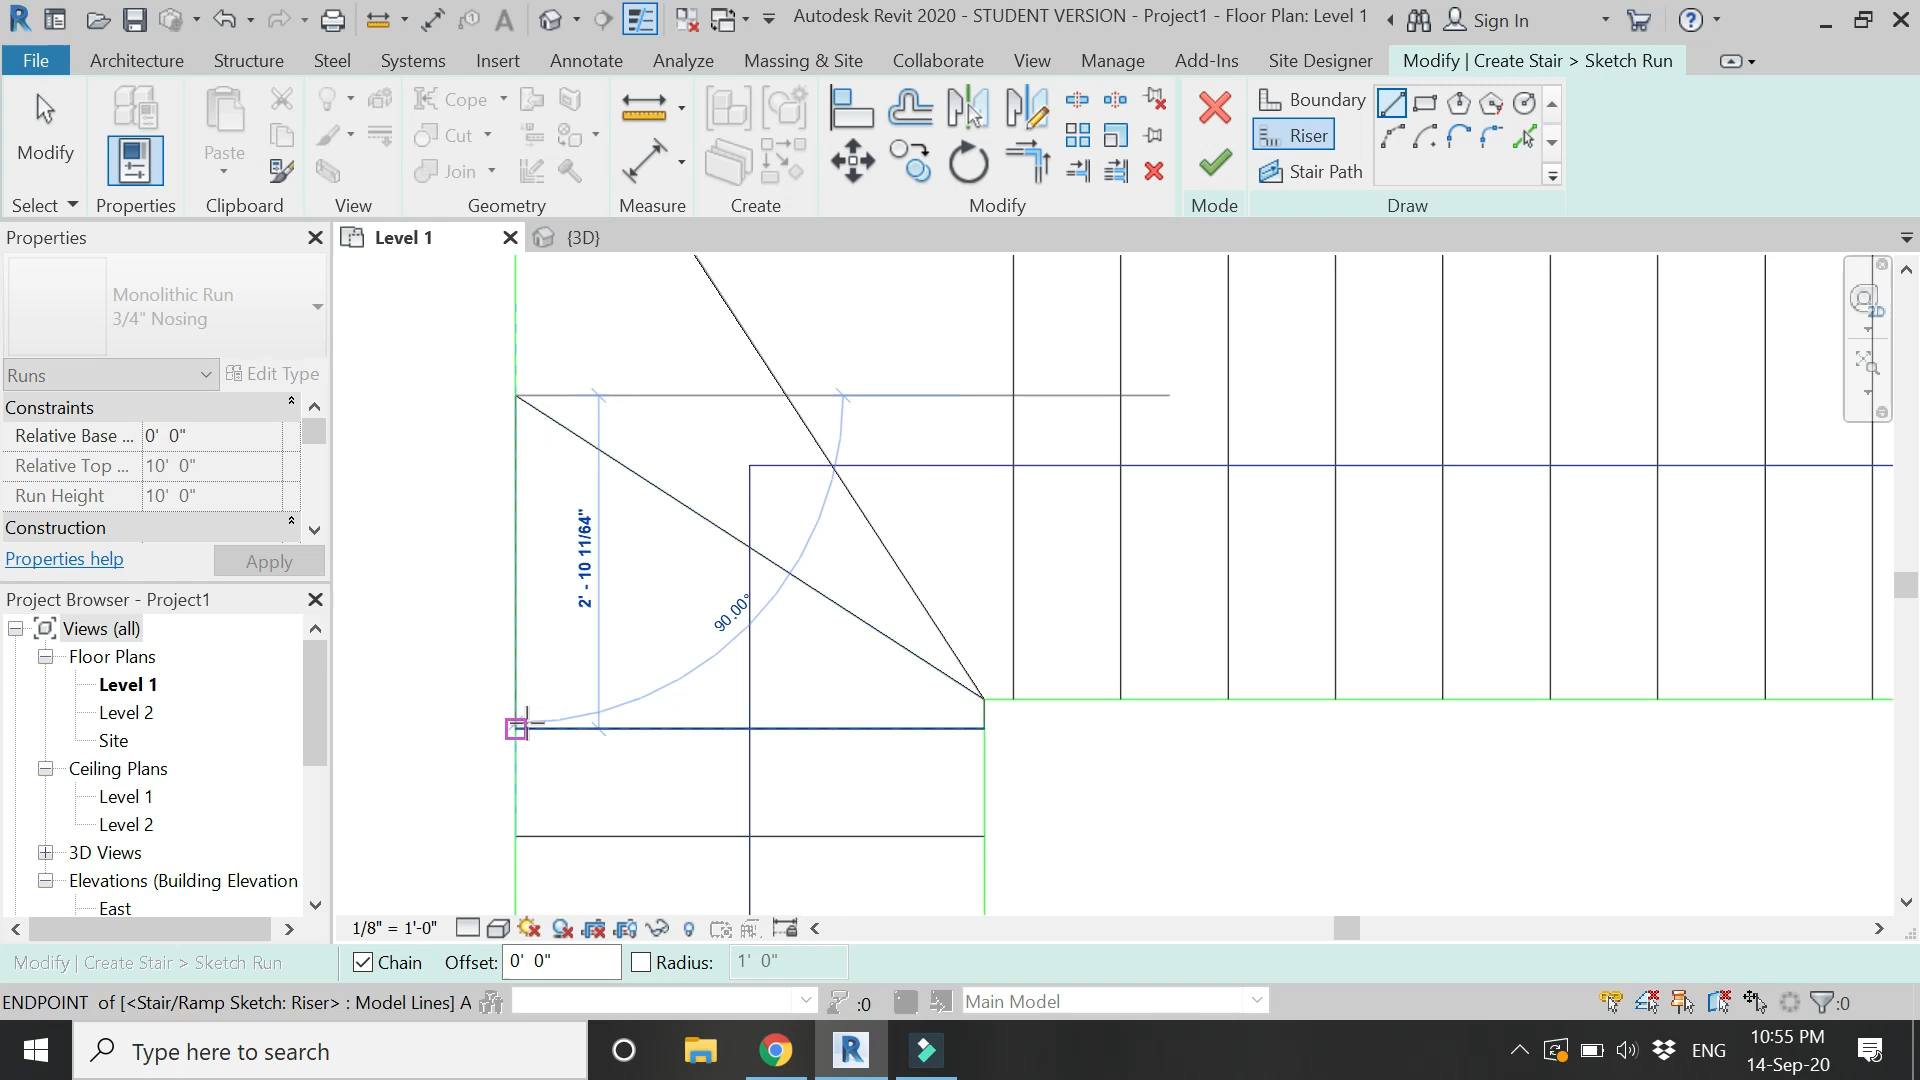 Autodesk Revit 2020 - STUDENT VERSION - Project1 - Floor Plan: Level 1
Sign In
File Architecture Structure Steel Systems Insert Annotate Analyze Massing & Site Collaborate View Manage Add-Ins Site Designer Modify | Create Stair > Sketch Run
Modify
Paste
Cope
Cut
Join
Boundary
Riser
Stair Path
Select Properties Clipboard View Geometry Measure Create Modify Mode Draw
Properties
Level 1
{3D}
Monolithic Run
3/4" Nosing
Runs
Edit Type
Constraints
Relative Base ... 0' 0"
Relative Top ... 10' 0"
Run Height 10' 0"
Construction
Properties help
Apply
Project Browser - Project1
Views (all)
Floor Plans
Level 1
Level 2
Site
Ceiling Plans
Level 1
Level 2
3D Views
Elevations (Building Elevation
East
2' - 10 11/64"
90.00°
2D
1/8" = 1'-0"
Modify | Create Stair > Sketch Run
Chain Offset: 0' 0" Radius: 1' 0"
ENDPOINT of [<Stair/Ramp Sketch: Riser> : Model Lines] A
:0
Main Model
:0
Type here to search
ENG
10:55 PM
14-Sep-20